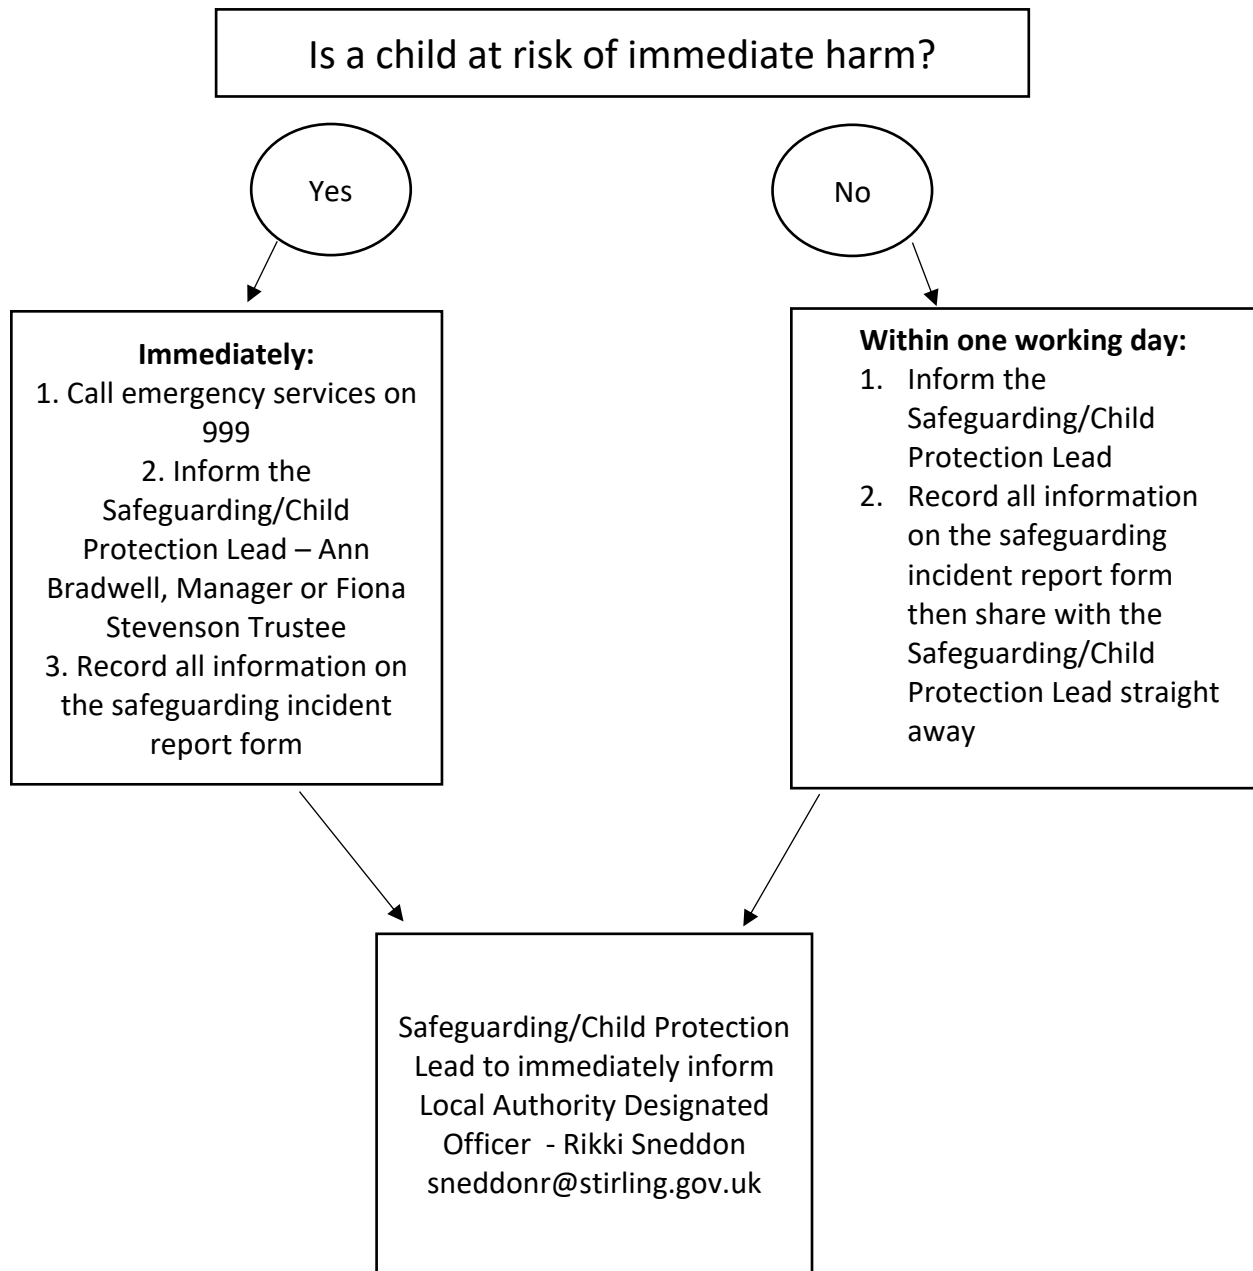 Is a child at risk of immediate harm?
Yes
No
Immediately:
1. Call emergency services on
999
2. Inform the
Safeguarding/Child
Protection Lead – Ann
Bradwell, Manager or Fiona
Stevenson Trustee
3. Record all information on
the safeguarding incident
report form
Within one working day:
1. Inform the
Safeguarding/Child
Protection Lead
2. Record all information
on the safeguarding
incident report form
then share with the
Safeguarding/Child
Protection Lead straight
away
Safeguarding/Child Protection
Lead to immediately inform
Local Authority Designated
Officer - Rikki Sneddon
sneddonr@stirling.gov.uk